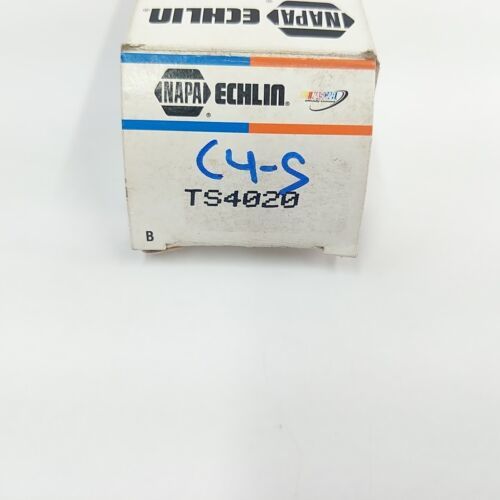 NAPA ECHLIN
NAPA ECHLIN. NASCAR
C4-S
TS4020
B